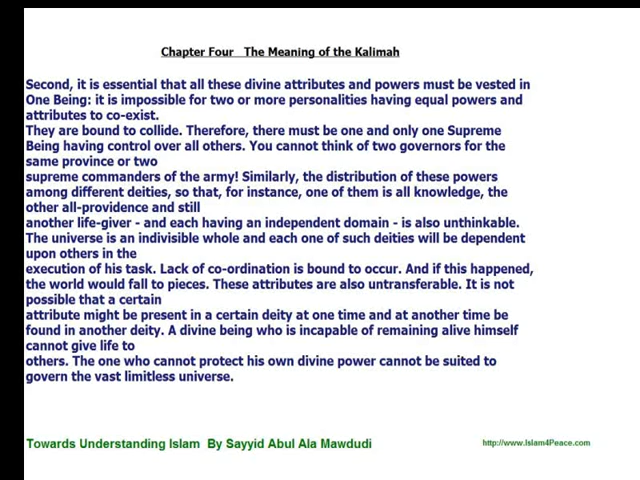 Chapter Four   The Meaning of the Kalimah
Second, it is essential that all these divine attributes and powers must be vested in
One Being: it is impossible for two or more personalities having equal powers and
attributes to co-exist.
They are bound to collide. Therefore, there must be one and only one Supreme
Being having control over all others. You cannot think of two governors for the
same province or two
supreme commanders of the army! Similarly, the distribution of these powers
among different deities, so that, for instance, one of them is all knowledge, the
other all-providence and still
another life-giver - and each having an independent domain - is also unthinkable.
The universe is an indivisible whole and each one of such deities will be dependent
upon others in the
execution of his task. Lack of co-ordination is bound to occur. And if this happened,
the world would fall to pieces. These attributes are also untransferable. It is not
possible that a certain
attribute might be present in a certain deity at one time and at another time be
found in another deity. A divine being who is incapable of remaining alive himself
cannot give life to
others. The one who cannot protect his own divine power cannot be suited to
govern the vast limitless universe.
Towards Understanding Islam  By Sayyid Abul Ala Mawdudi
http://www.Islam4Peace.com